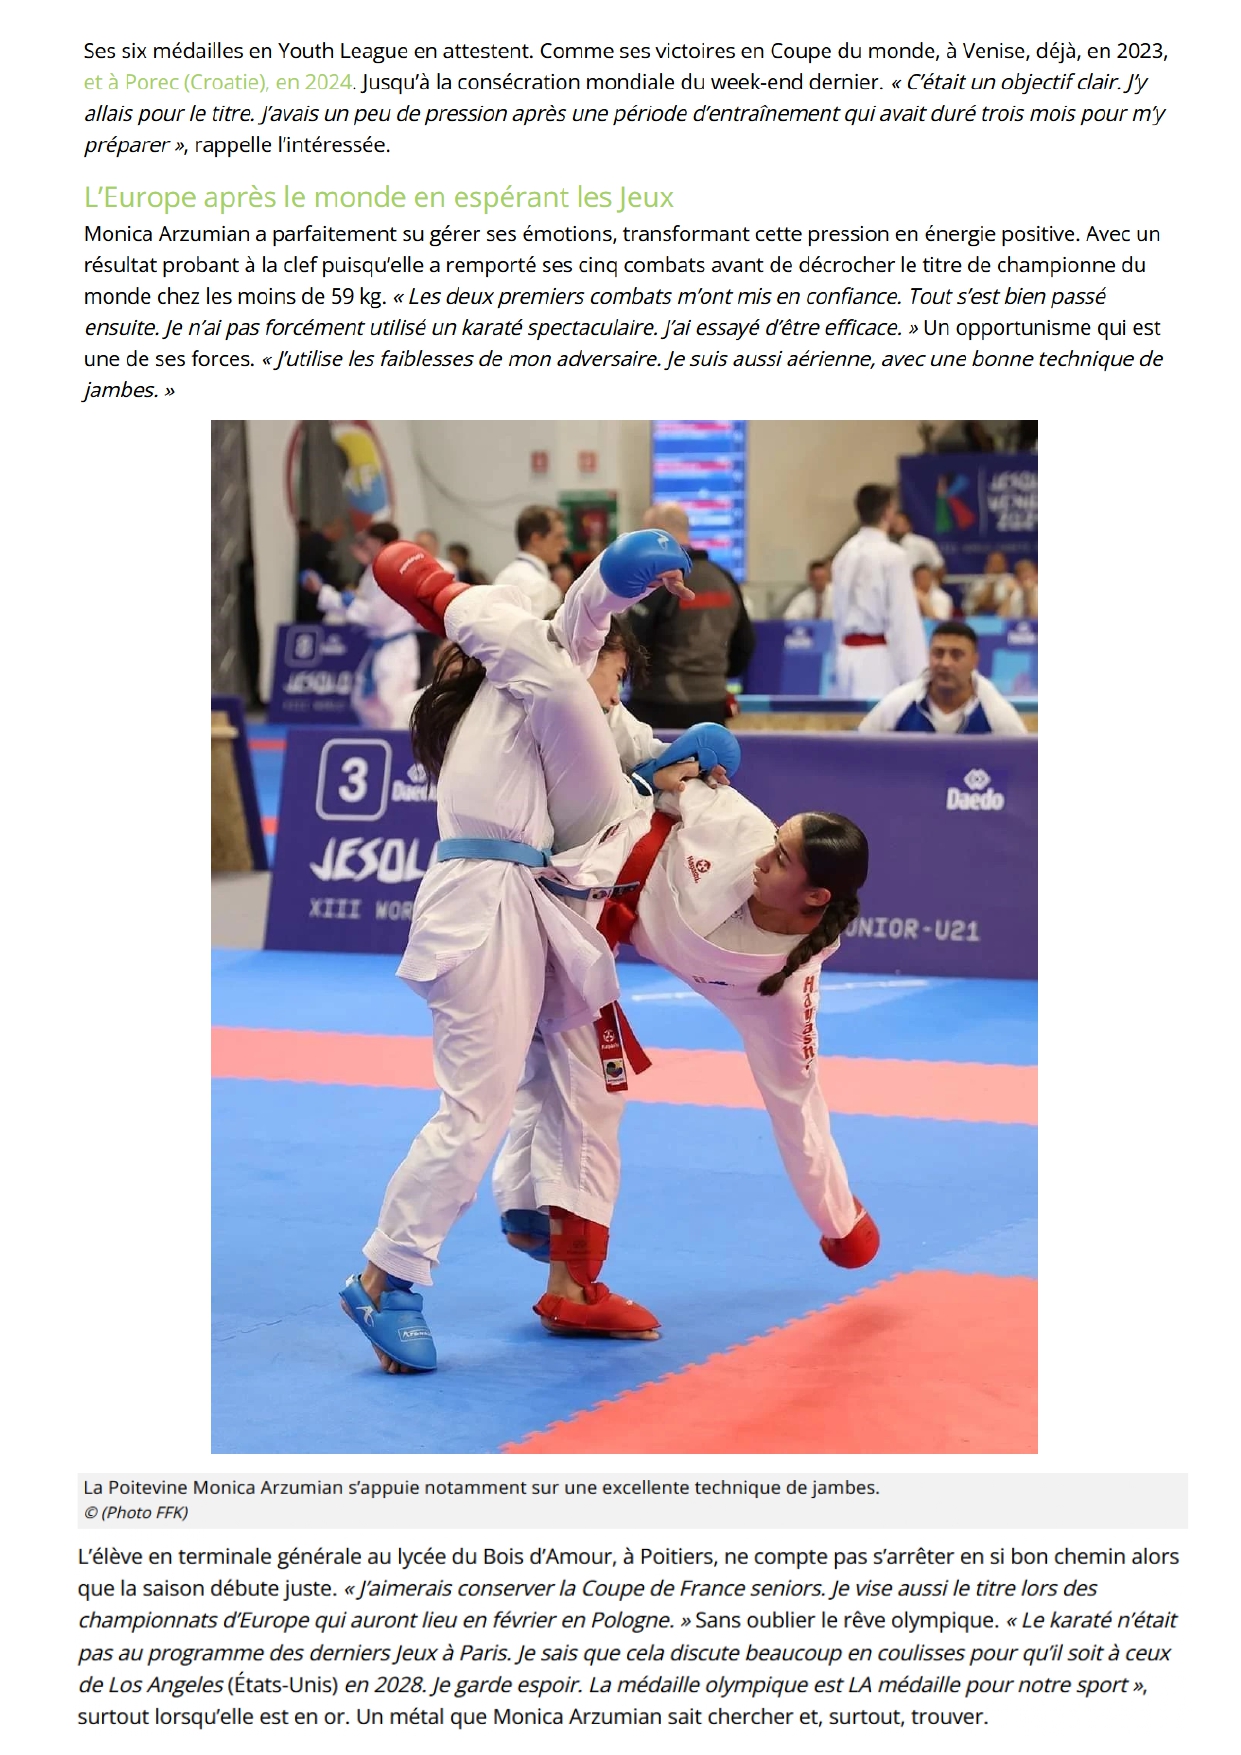 Ses six médailles en Youth League en attestent. Comme ses victoires en Coupe du monde, à Venise, déjà, en 2023,
et à Porec (Croatie), en 2024. Jusqu’à la consécration mondiale du week-end dernier. « C’était un objectif clair. J’y
allais pour le titre. J’avais un peu de pression après une période d’entraînement qui avait duré trois mois pour m’y
préparer », rappelle l’intéressée.
L’Europe après le monde en espérant les Jeux
Monica Arzumian a parfaitement su gérer ses émotions, transformant cette pression en énergie positive. Avec un
résultat probant à la clef puisqu’elle a remporté ses cinq combats avant de décrocher le titre de championne du
monde chez les moins de 59 kg. « Les deux premiers combats m’ont mis en confiance. Tout s’est bien passé
ensuite. Je n’ai pas forcément utilisé un karaté spectaculaire. J’ai essayé d’être efficace. » Un opportunisme qui est
une de ses forces. « J’utilise les faiblesses de mon adversaire. Je suis aussi aérienne, avec une bonne technique de
jambes. »
8
JESOLO
3
Daedo
JESOL
XIII WOR
UNIOR-U21
Hayashi
La Poitevine Monica Arzumian s’appuie notamment sur une excellente technique de jambes.
© (Photo FFK)
L’élève en terminale générale au lycée du Bois d’Amour, à Poitiers, ne compte pas s’arrêter en si bon chemin alors
que la saison débute juste. « J’aimerais conserver la Coupe de France seniors. Je vise aussi le titre lors des
championnats d’Europe qui auront lieu en février en Pologne. » Sans oublier le rêve olympique. « Le karaté n’était
pas au programme des derniers Jeux à Paris. Je sais que cela discute beaucoup en coulisses pour qu’il soit à ceux
de Los Angeles (États-Unis) en 2028. Je garde espoir. La médaille olympique est LA médaille pour notre sport »,
surtout lorsqu’elle est en or. Un métal que Monica Arzumian sait chercher et, surtout, trouver.